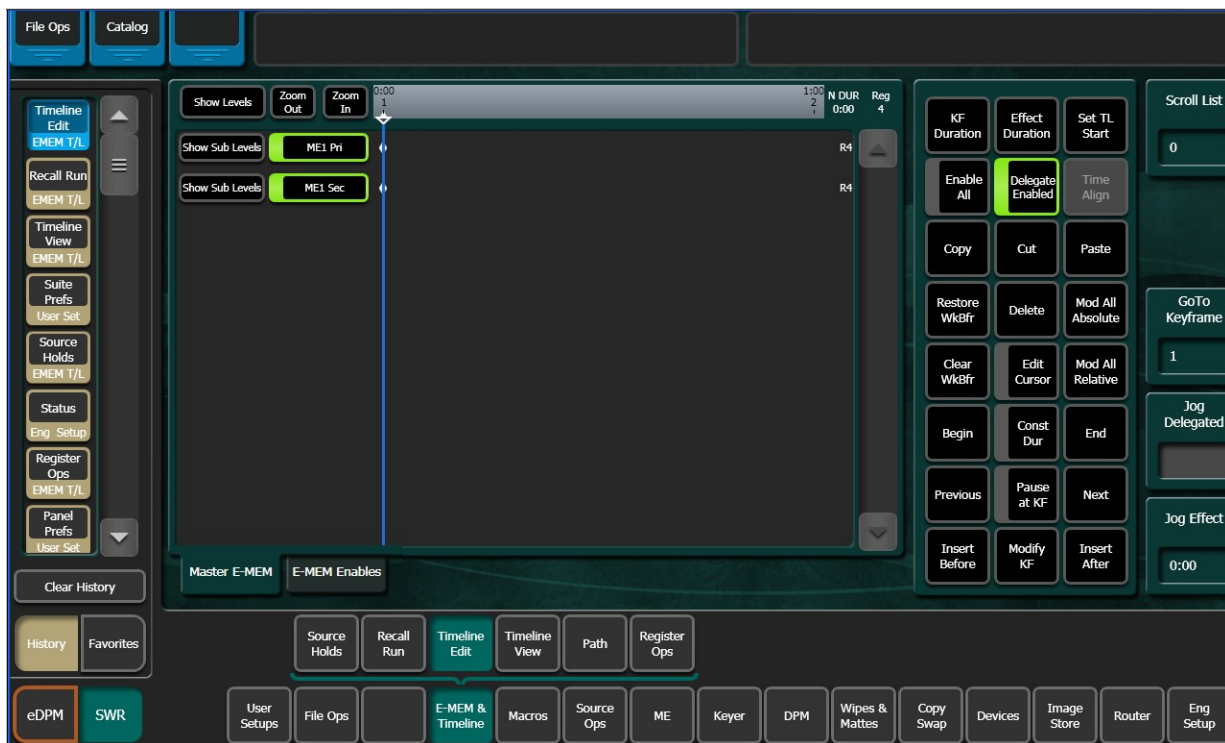 File Ops
Catalog
Timeline
Edit
EMEM T/L
Recall Run
EMEM T/L
Timeline
View
EMEM T/L
Suite
Prefs
User Set
Source
Holds
EMEM T/L
Status
Eng Setup
Register
Ops
EMEM T/L
Panel
Prefs
User Set
Clear History
History
Favorites
eDPM
SWR
Show Levels
Zoom
Out
Zoom
In
0:00
1
1:00
2
N DUR
0:00
Reg
4
Show Sub Levels
ME1 Pri
R4
Show Sub Levels
ME1 Sec
R4
Master E-MEM
E-MEM Enables
KF
Duration
Effect
Duration
Set TL
Start
Enable
All
Delegate
Enabled
Time
Align
Copy
Cut
Paste
Restore
WkBfr
Delete
Mod All
Absolute
Clear
WkBfr
Edit
Cursor
Mod All
Relative
Begin
Const
Dur
End
Previous
Pause
at KF
Next
Insert
Before
Modify
KF
Insert
After
Scroll List
0
GoTo
Keyframe
1
Jog
Delegated
Jog Effect
0:00
Source
Holds
Recall
Run
Timeline
Edit
Timeline
View
Path
Register
Ops
User
Setups
File Ops
E-MEM &
Timeline
Macros
Source
Ops
ME
Keyer
DPM
Wipes &
Mattes
Copy
Swap
Devices
Image
Store
Router
Eng
Setup